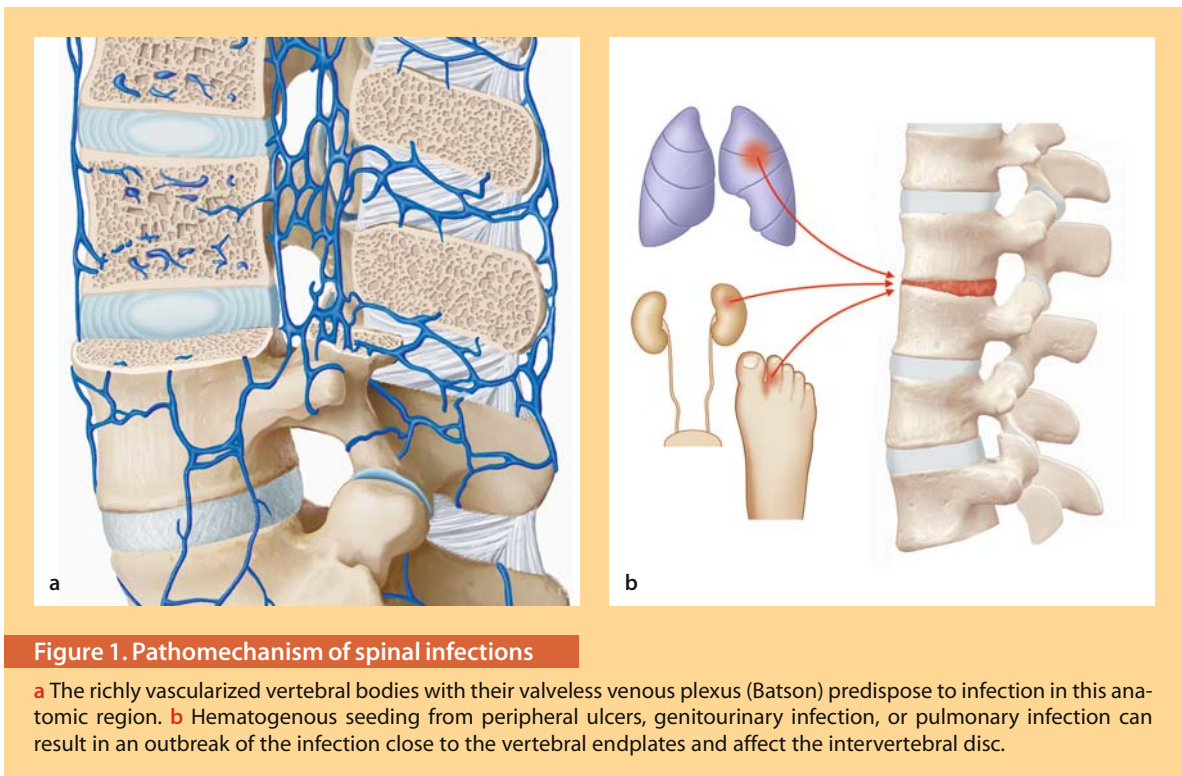 a
b
Figure 1. Pathomechanism of spinal infections
a The richly vascularized vertebral bodies with their valveless venous plexus (Batson) predispose to infection in this ana-
tomic region. b Hematogenous seeding from peripheral ulcers, genitourinary infection, or pulmonary infection can
result in an outbreak of the infection close to the vertebral endplates and affect the intervertebral disc.